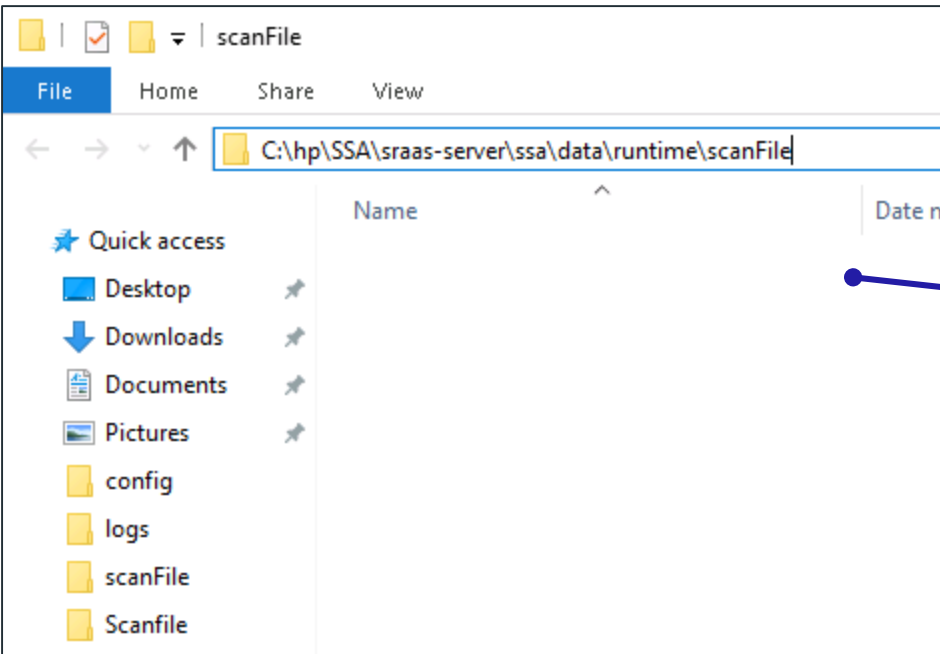 scanFile
File Home Share View
C:\hp\SSA\sraas-server\ssa\data\runtime\scanFile
Name Date
Quick access
Desktop
Downloads
Documents
Pictures
config
logs
scanFile
Scanfile